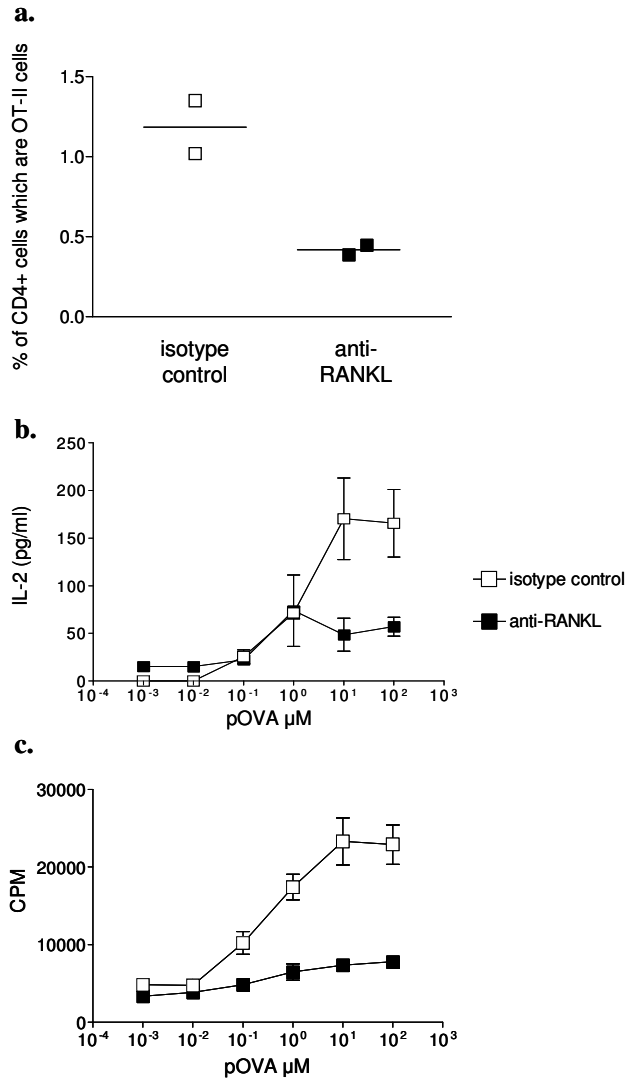 a.
% of CD4+ cells which are OT-II cells
1.5
1.0
0.5
0.0
isotype
control
anti-
RANKL
b.
IL-2 (pg/ml)
250
200
150
100
50
0
10⁻⁴ 10⁻³ 10⁻² 10⁻¹ 10⁰ 10¹ 10² 10³
pOVA µM
isotype control
anti-RANKL
c.
CPM
30000
20000
10000
0
10⁻⁴ 10⁻³ 10⁻² 10⁻¹ 10⁰ 10¹ 10² 10³
pOVA µM